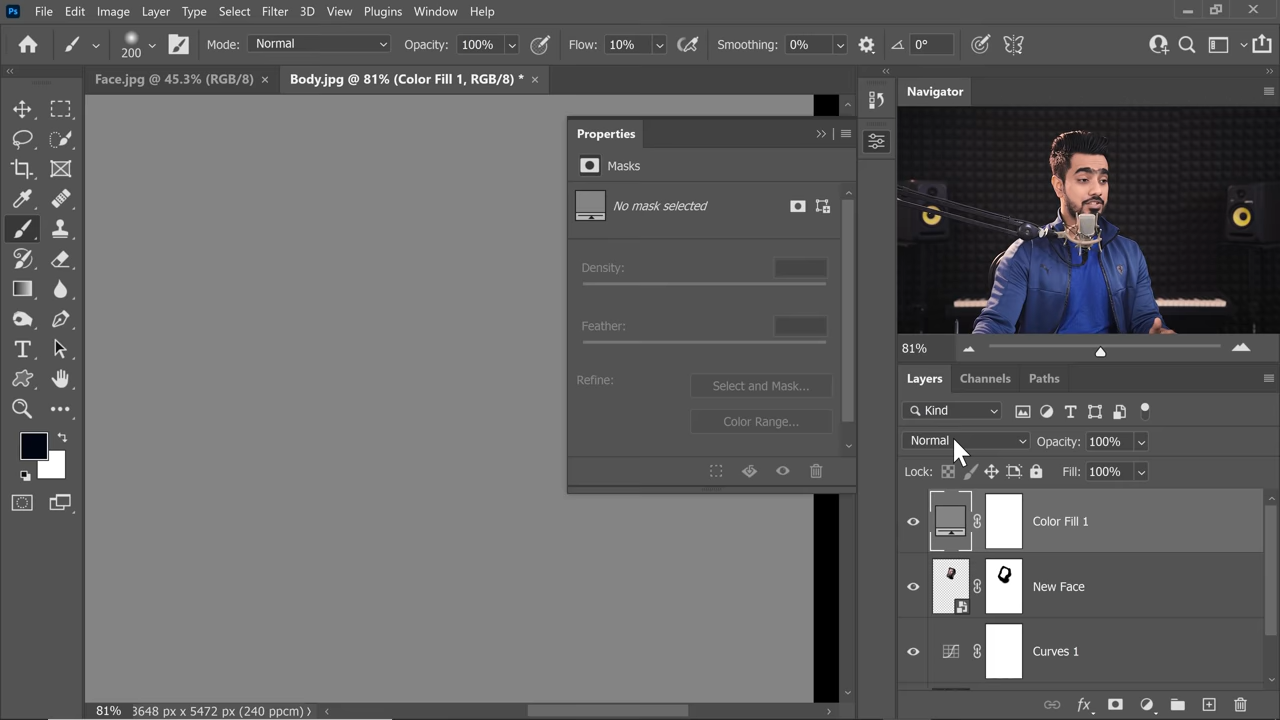 Ps File Edit Image Layer Type Select Filter 3D View Plugins Window Help
200 Mode: Normal Opacity: 100% Flow: 10% Smoothing: 0% 0°
Face.jpg @ 45.3% (RGB/8) × Body.jpg @ 81% (Color Fill 1, RGB/8) * ×
Navigator
Properties
Masks
No mask selected
Density:
Feather:
Refine: Select and Mask...
Color Range...
81%
Layers Channels Paths
Kind
Normal Opacity: 100%
Lock: Fill: 100%
Color Fill 1
New Face
Curves 1
fx
81% 3648 px x 5472 px (240 ppcm)